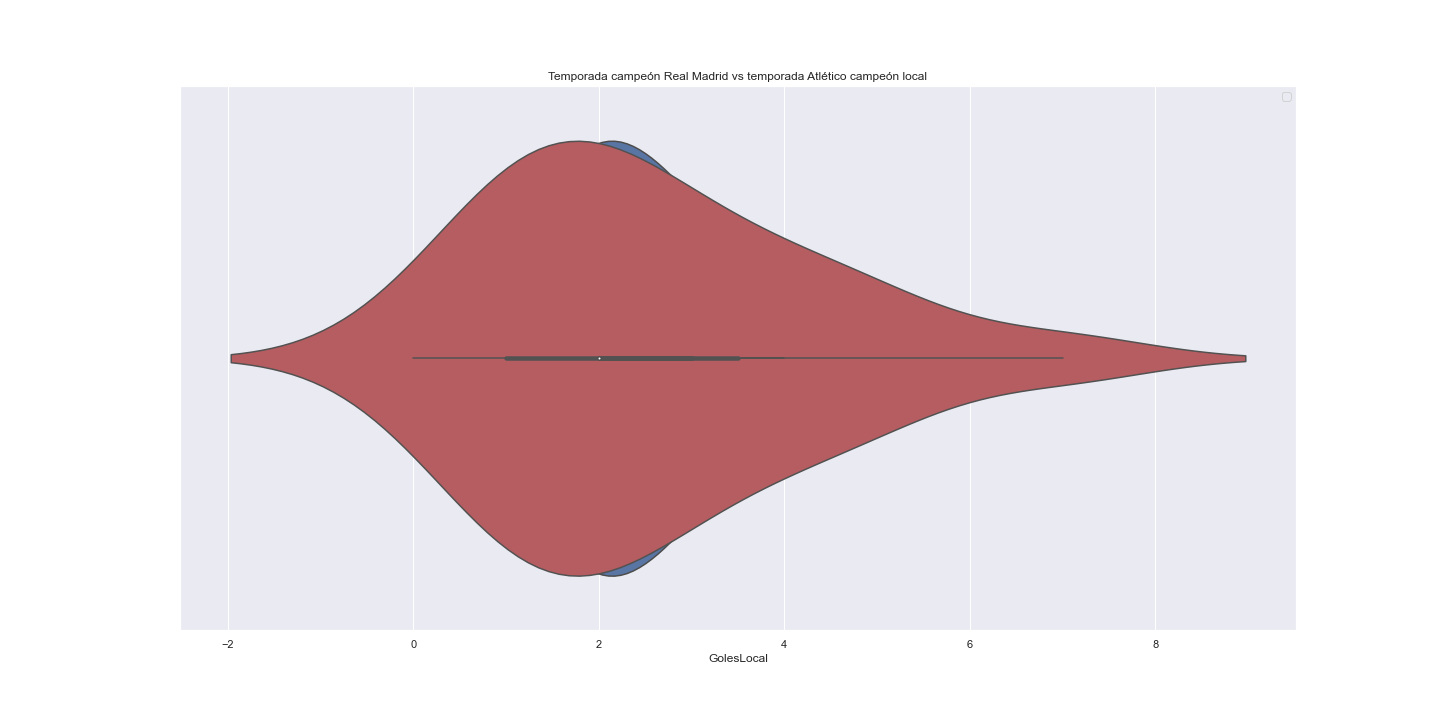 Temporada campeón Real Madrid vs temporada Atlético campeón local
−2 0 2 4 6 8
GolesLocal